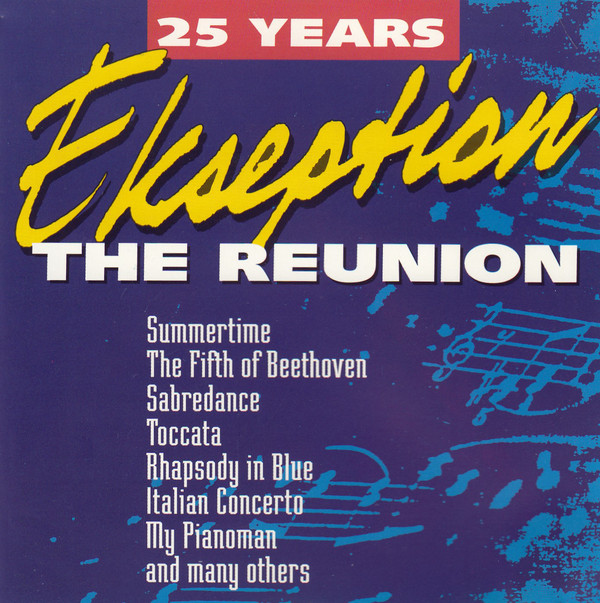 25 YEARS
Ekseption
THE REUNION
Summertime
The Fifth of Beethoven
Sabredance
Toccata
Rhapsody in Blue
Italian Concerto
My Pianoman
and many others